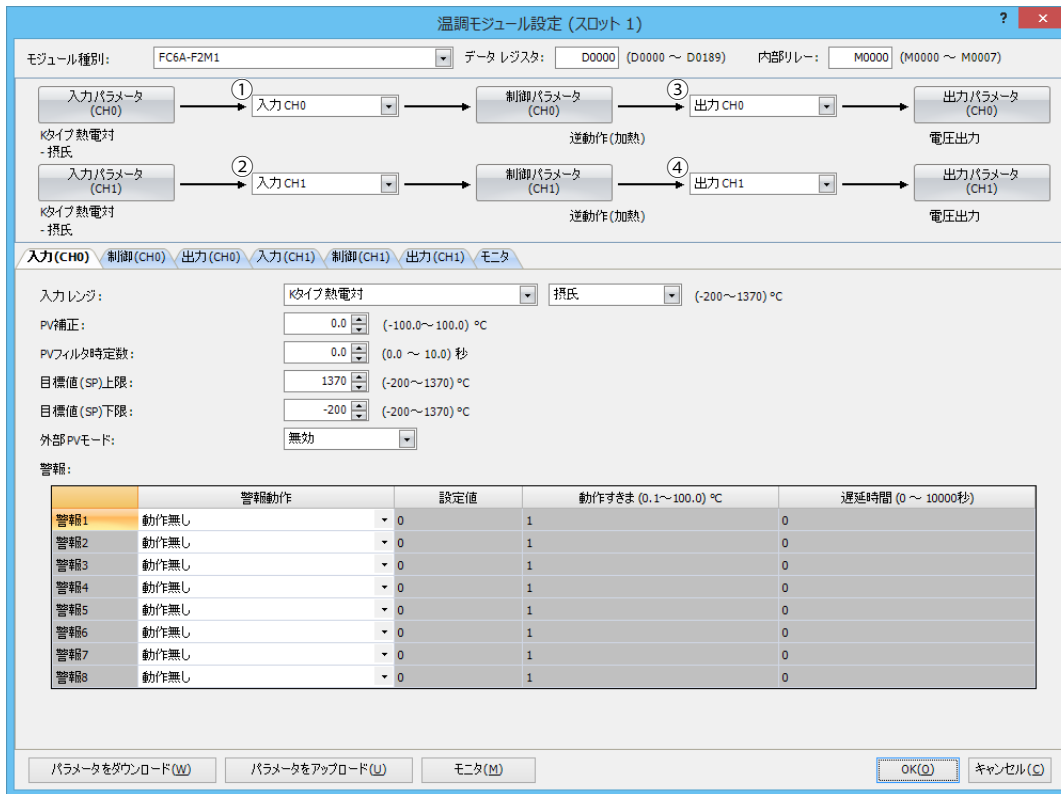 温調モジュール設定 (スロット 1)
? ×
モジュール種別: FC6A-F2M1 データレジスタ: D0000 (D0000 ~ D0189) 内部リレー: M0000 (M0000 ~ M0007)
入力パラメータ (CH0) ① 入力 CH0 制御パラメータ (CH0) ③ 出力 CH0 出力パラメータ (CH0)
Kタイプ熱電対 逆動作(加熱) 電圧出力
- 摂氏
入力パラメータ (CH1) ② 入力 CH1 制御パラメータ (CH1) ④ 出力 CH1 出力パラメータ (CH1)
Kタイプ熱電対 逆動作(加熱) 電圧出力
- 摂氏
入力(CH0) 制御(CH0) 出力(CH0) 入力(CH1) 制御(CH1) 出力(CH1) モニタ
入力レンジ: Kタイプ熱電対 摂氏 (-200~1370) °C
PV補正: 0.0 (-100.0~100.0) °C
PVフィルタ時定数: 0.0 (0.0 ~ 10.0) 秒
目標値(SP)上限: 1370 (-200~1370) °C
目標値(SP)下限: -200 (-200~1370) °C
外部PVモード: 無効
警報:
警報動作 設定値 動作すきま (0.1~100.0) °C 遅延時間 (0 ~ 10000秒)
警報1 動作無し 0 1 0
警報2 動作無し 0 1 0
警報3 動作無し 0 1 0
警報4 動作無し 0 1 0
警報5 動作無し 0 1 0
警報6 動作無し 0 1 0
警報7 動作無し 0 1 0
警報8 動作無し 0 1 0
パラメータをダウンロード(W) パラメータをアップロード(U) モニタ(M) OK(O) キャンセル(C)